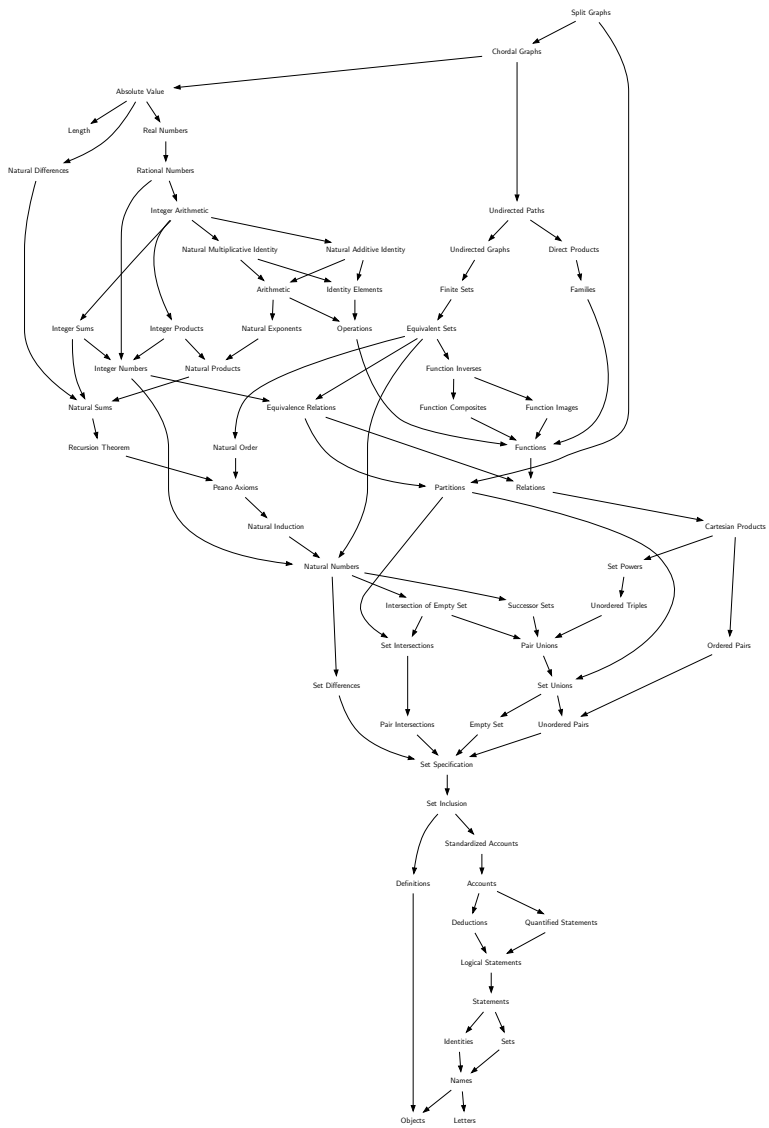 Split Graphs
Chordal Graphs
Absolute Value
Length
Real Numbers
Natural Differences
Rational Numbers
Integer Arithmetic
Undirected Paths
Natural Multiplicative Identity
Natural Additive Identity
Undirected Graphs
Direct Products
Arithmetic
Identity Elements
Finite Sets
Families
Integer Sums
Integer Products
Natural Exponents
Operations
Equivalent Sets
Integer Numbers
Natural Products
Function Inverses
Natural Sums
Equivalence Relations
Function Composites
Function Images
Recursion Theorem
Natural Order
Functions
Peano Axioms
Partitions
Relations
Natural Induction
Cartesian Products
Natural Numbers
Set Powers
Intersection of Empty Set
Successor Sets
Unordered Triples
Set Intersections
Pair Unions
Ordered Pairs
Set Differences
Set Unions
Pair Intersections
Empty Set
Unordered Pairs
Set Specification
Set Inclusion
Standardized Accounts
Definitions
Accounts
Deductions
Quantified Statements
Logical Statements
Statements
Identities
Sets
Names
Objects
Letters